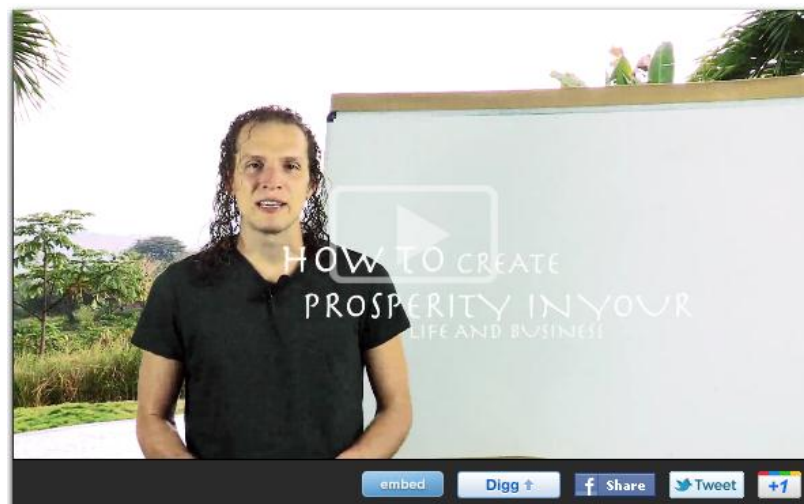 HOW TO CREATE
PROSPERITY IN YOUR
LIFE AND BUSINESS
embed Digg f Share Tweet +1